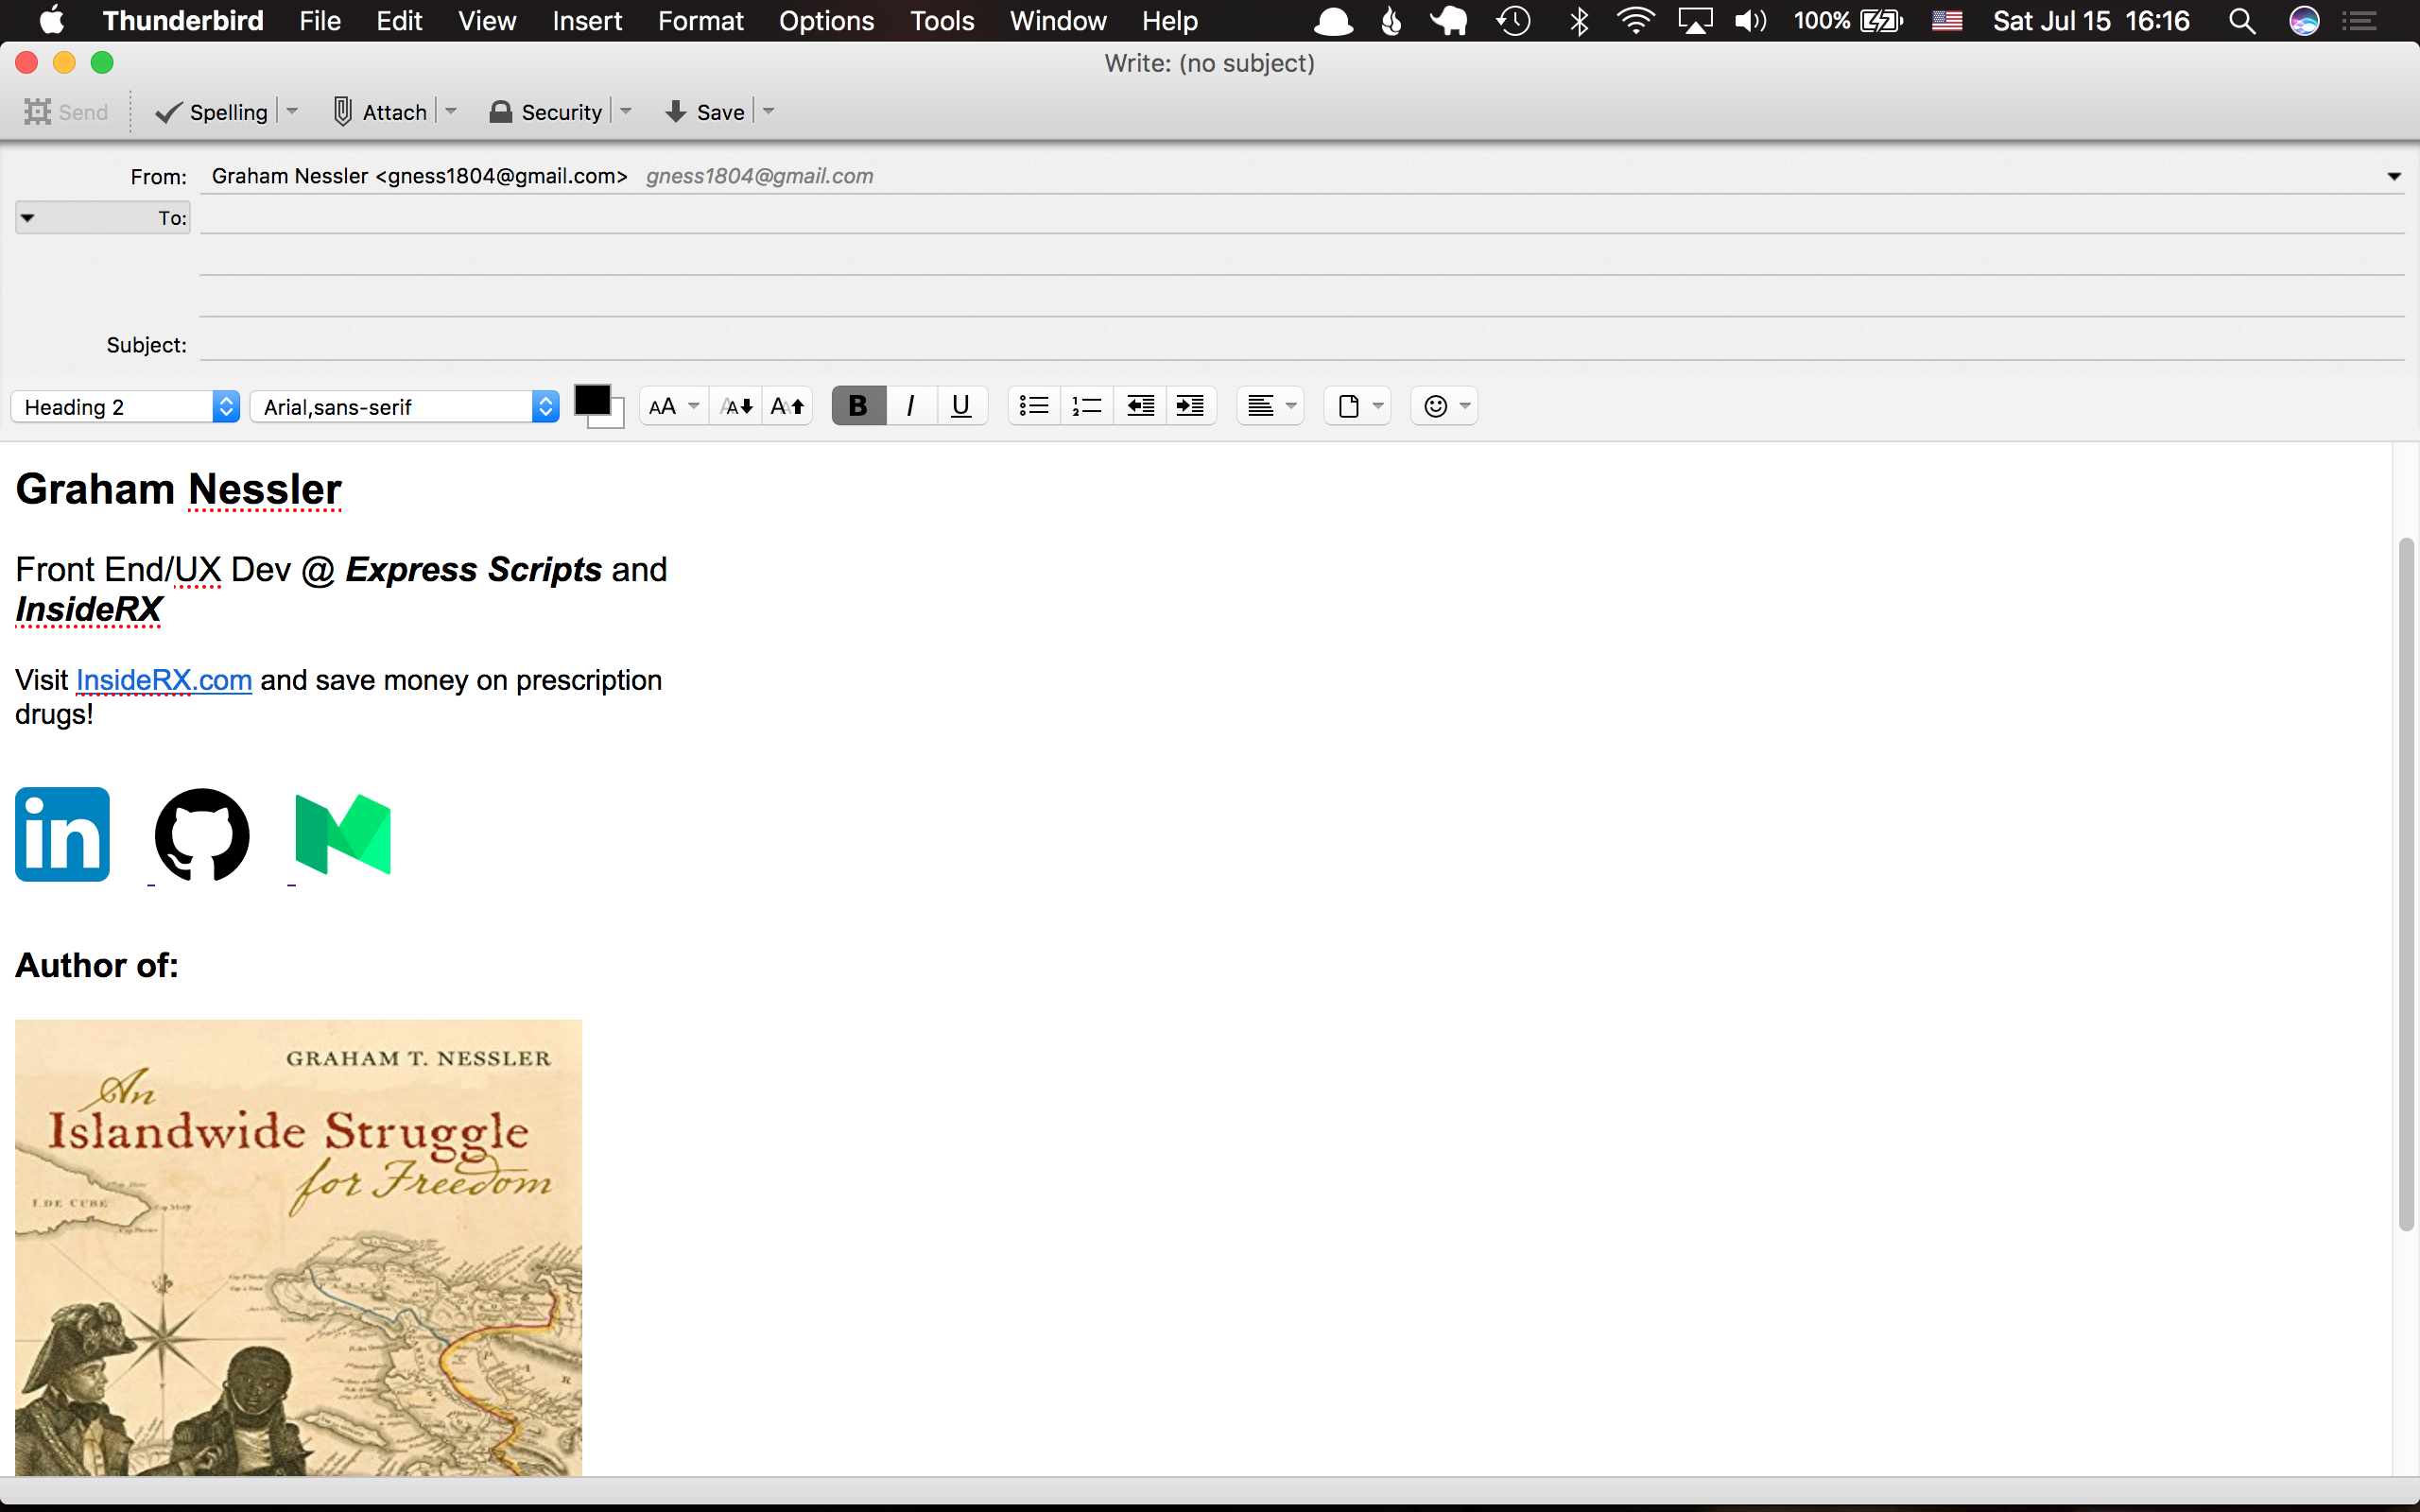 Thunderbird File Edit View Insert Format Options Tools Window Help 100% Sat Jul 15 16:16
Write: (no subject)
Send Spelling Attach Security Save
From: Graham Nessler <gness1804@gmail.com> gness1804@gmail.com
To:
Subject:
Heading 2 Arial,sans-serif AA A A B I U
Graham Nessler
Front End/UX Dev @ Express Scripts and
InsideRX
Visit InsideRX.com and save money on prescription
drugs!
in
Author of:
GRAHAM T. NESSLER
An
Islandwide Struggle
for Freedom
I. DE CUBE